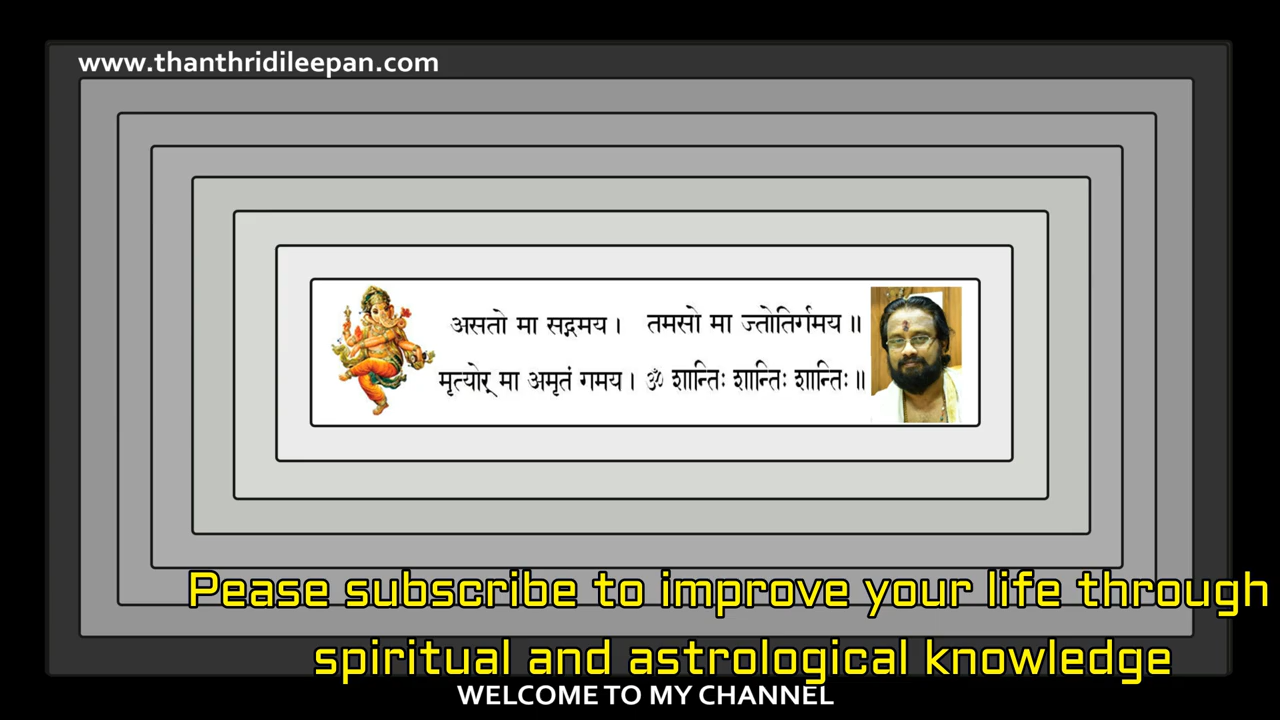 www.thanthridileepan.com
असतो मा सद्गमय। तमसो मा ज्तोतिर्गमय॥
मृत्योर् मा अमृतं गमय। ॐ शान्तिः शान्तिः शान्तिः॥
Pease subscribe to improve your life through
spiritual and astrological knowledge
WELCOME TO MY CHANNEL